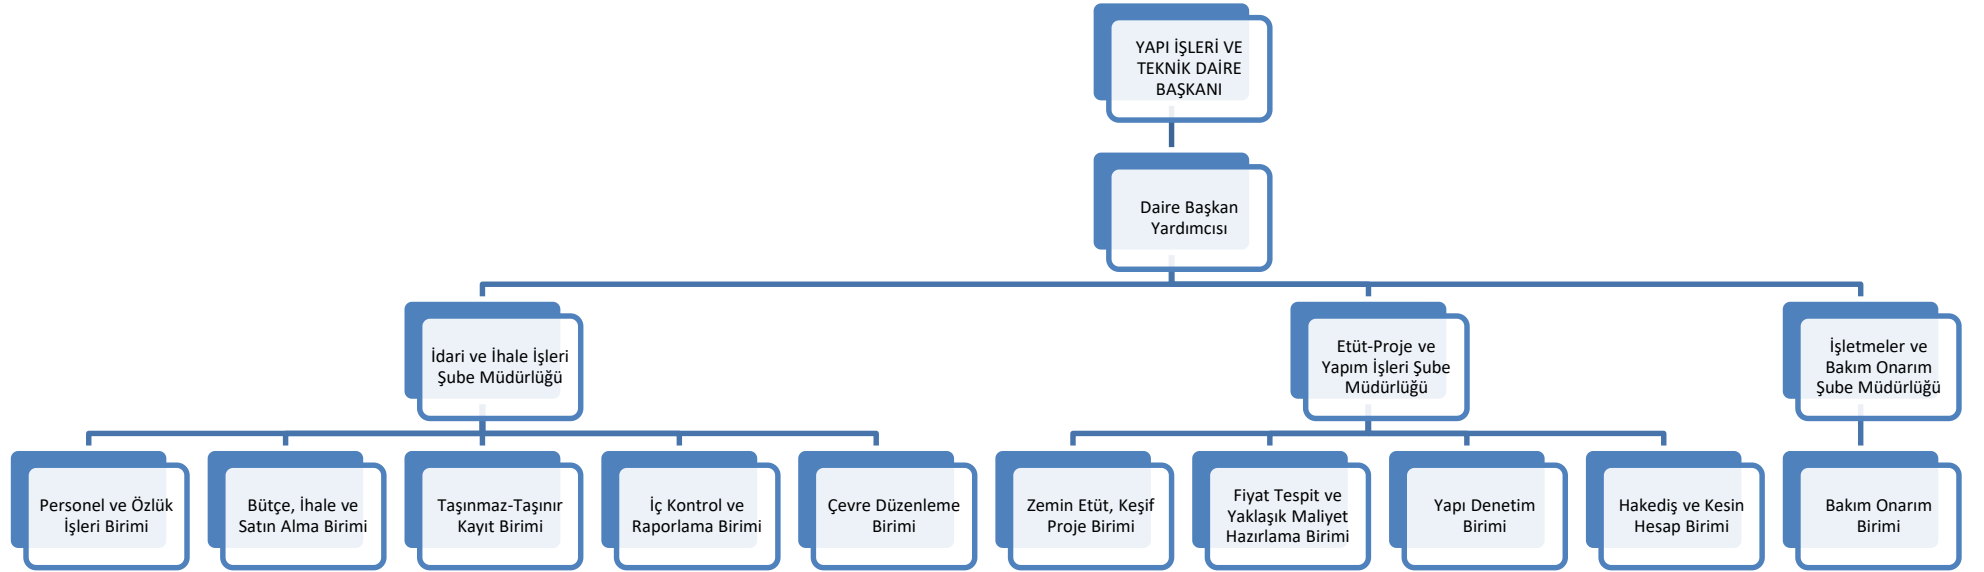 YAPI İŞLERİ VE
TEKNİK DAİRE
BAŞKANI
Daire Başkan
Yardımcısı
İdari ve İhale İşleri
Şube Müdürlüğü
Etüt-Proje ve
Yapım İşleri Şube
Müdürlüğü
İşletmeler ve
Bakım Onarım
Şube Müdürlüğü
Personel ve Özlük
İşleri Birimi
Bütçe, İhale ve
Satın Alma Birimi
Taşınmaz-Taşınır
Kayıt Birimi
İç Kontrol ve
Raporlama Birimi
Çevre Düzenleme
Birimi
Zemin Etüt, Keşif
Proje Birimi
Fiyat Tespit ve
Yaklaşık Maliyet
Hazırlama Birimi
Yapı Denetim
Birimi
Hakediş ve Kesin
Hesap Birimi
Bakım Onarım
Birimi